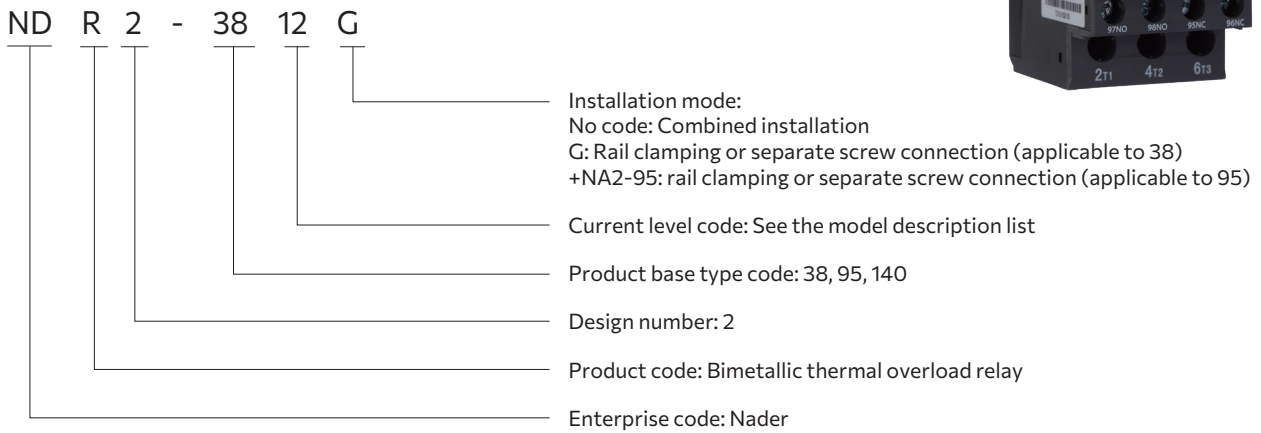 ND R 2 - 38 12 G
97NO 98NO 95NC 96NC
2T1 4T2 6T3
Installation mode:
No code: Combined installation
G: Rail clamping or separate screw connection (applicable to 38)
+NA2-95: rail clamping or separate screw connection (applicable to 95)
Current level code: See the model description list
Product base type code: 38, 95, 140
Design number: 2
Product code: Bimetallic thermal overload relay
Enterprise code: Nader